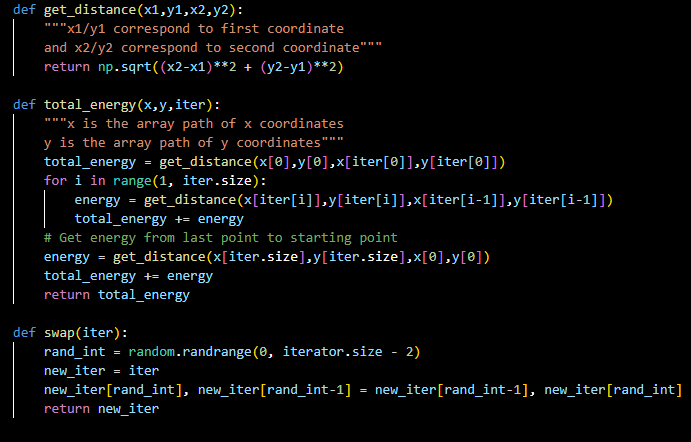 def get_distance(x1,y1,x2,y2):
    """x1/y1 correspond to first coordinate
    and x2/y2 correspond to second coordinate"""
    return np.sqrt((x2-x1)**2 + (y2-y1)**2)
def total_energy(x,y,iter):
    """x is the array path of x coordinates
    y is the array path of y coordinates"""
    total_energy = get_distance(x[0],y[0],x[iter[0]],y[iter[0]])
    for i in range(1, iter.size):
        energy = get_distance(x[iter[i]],y[iter[i]],x[iter[i-1]],y[iter[i-1]])
        total_energy += energy
    # Get energy from last point to starting point
    energy = get_distance(x[iter.size],y[iter.size],x[0],y[0])
    total_energy += energy
    return total_energy
def swap(iter):
    rand_int = random.randrange(0, iterator.size - 2)
    new_iter = iter
    new_iter[rand_int], new_iter[rand_int-1] = new_iter[rand_int-1], new_iter[rand_int]
    return new_iter